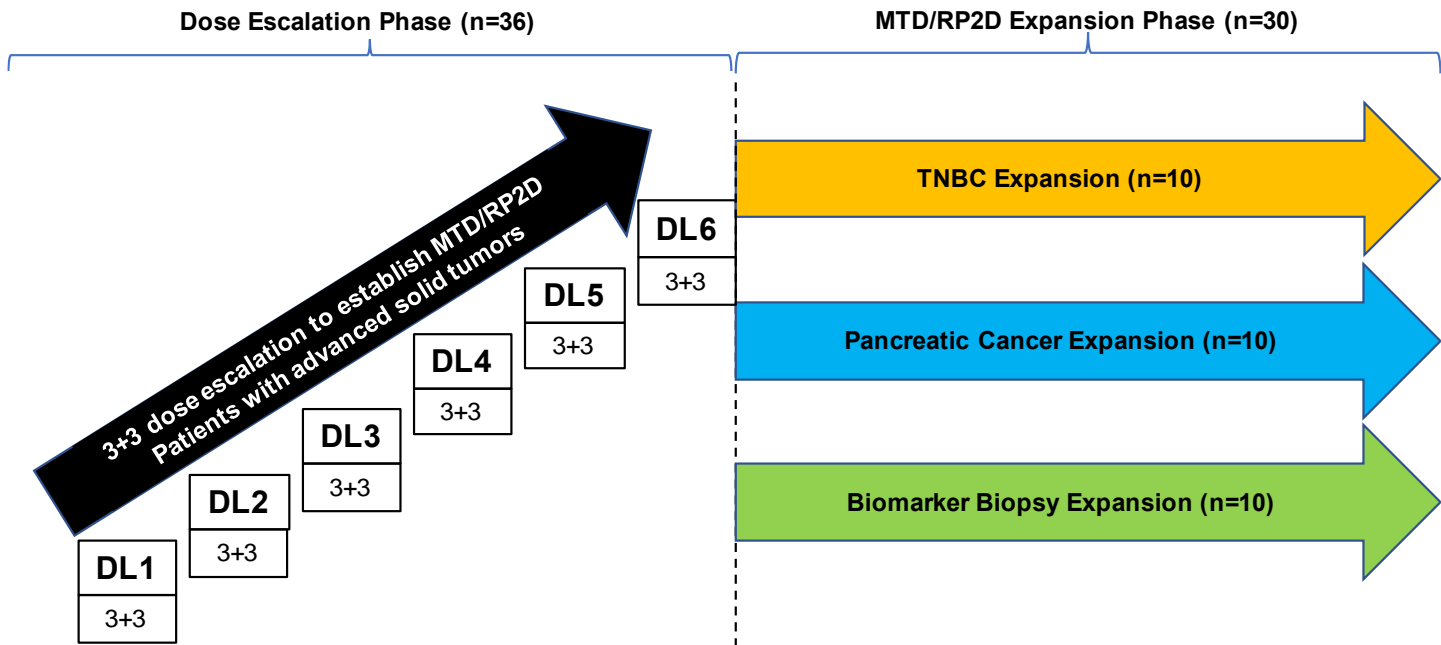 Dose Escalation Phase (n=36)
MTD/RP2D Expansion Phase (n=30)
3+3 dose escalation to establish MTD/RP2D
Patients with advanced solid tumors
DL1
3+3
DL2
3+3
DL3
3+3
DL4
3+3
DL5
3+3
DL6
3+3
TNBC Expansion (n=10)
Pancreatic Cancer Expansion (n=10)
Biomarker Biopsy Expansion (n=10)